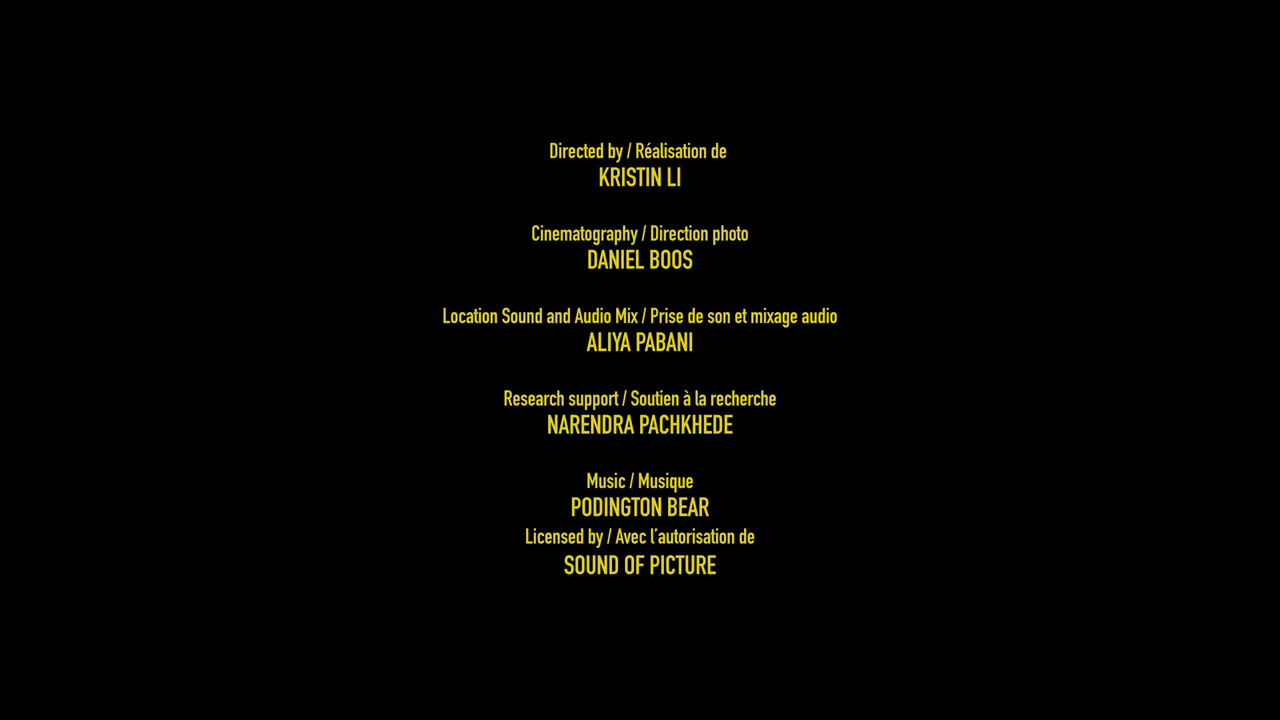 Directed by / Réalisation de
KRISTIN LI
Cinematography / Direction photo
DANIEL BOOS
Location Sound and Audio Mix / Prise de son et mixage audio
ALIYA PABANI
Research support / Soutien à la recherche
NARENDRA PACHKHEDE
Music / Musique
PODINGTON BEAR
Licensed by / Avec l'autorisation de
SOUND OF PICTURE